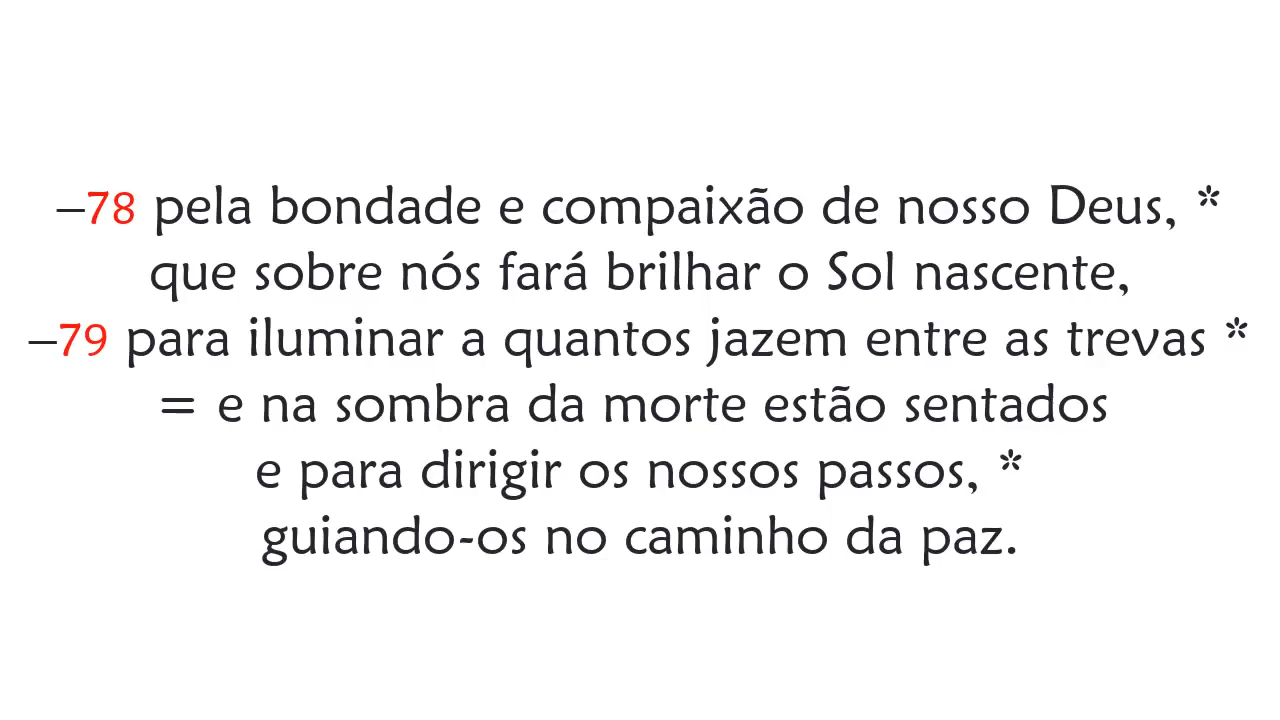 –78 pela bondade e compaixão de nosso Deus, *
que sobre nós fará brilhar o Sol nascente,
–79 para iluminar a quantos jazem entre as trevas *
= e na sombra da morte estão sentados
e para dirigir os nossos passos, *
guiando-os no caminho da paz.